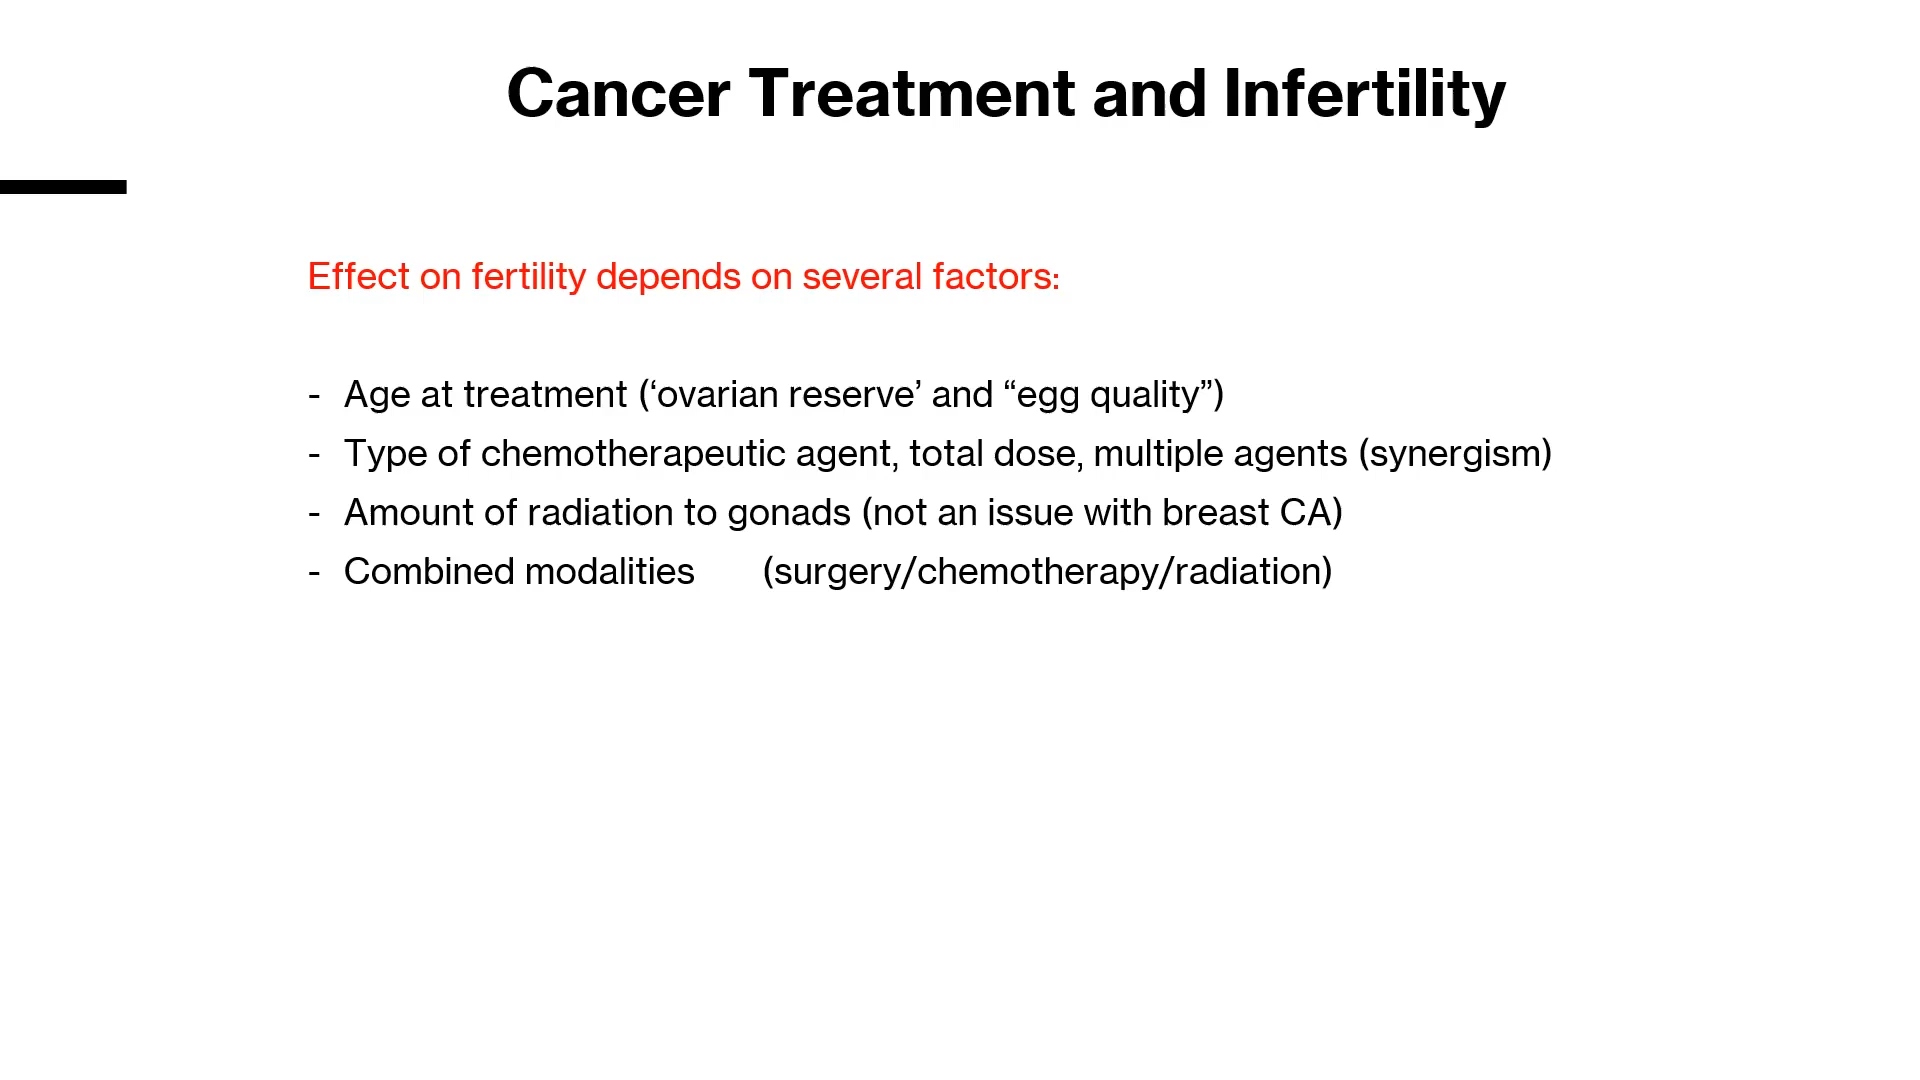 Cancer Treatment and Infertility
Effect on fertility depends on several factors:
- Age at treatment (‘ovarian reserve’ and “egg quality”)
- Type of chemotherapeutic agent, total dose, multiple agents (synergism)
- Amount of radiation to gonads (not an issue with breast CA)
- Combined modalities (surgery/chemotherapy/radiation)